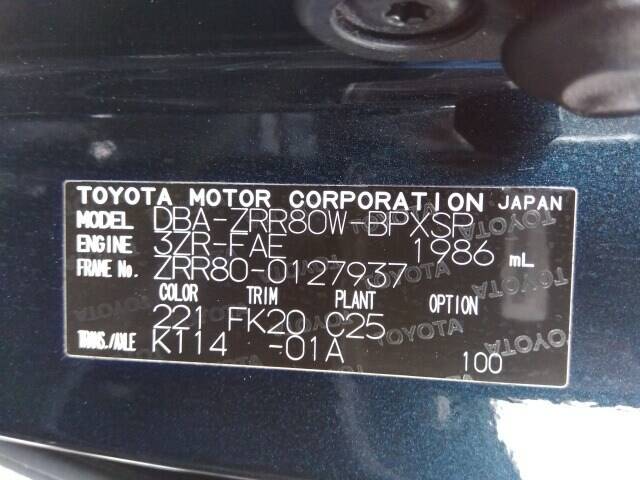 TOYOTA MOTOR CORPORATION JAPAN
MODEL DBA-ZRR80W-BPXSP
ENGINE 3ZR-FAE 1986 mL
FRAME No. ZRR80-0127937
COLOR TRIM PLANT OPTION
221 FK20 C25
TRANS./AXLE K114 -01A 100